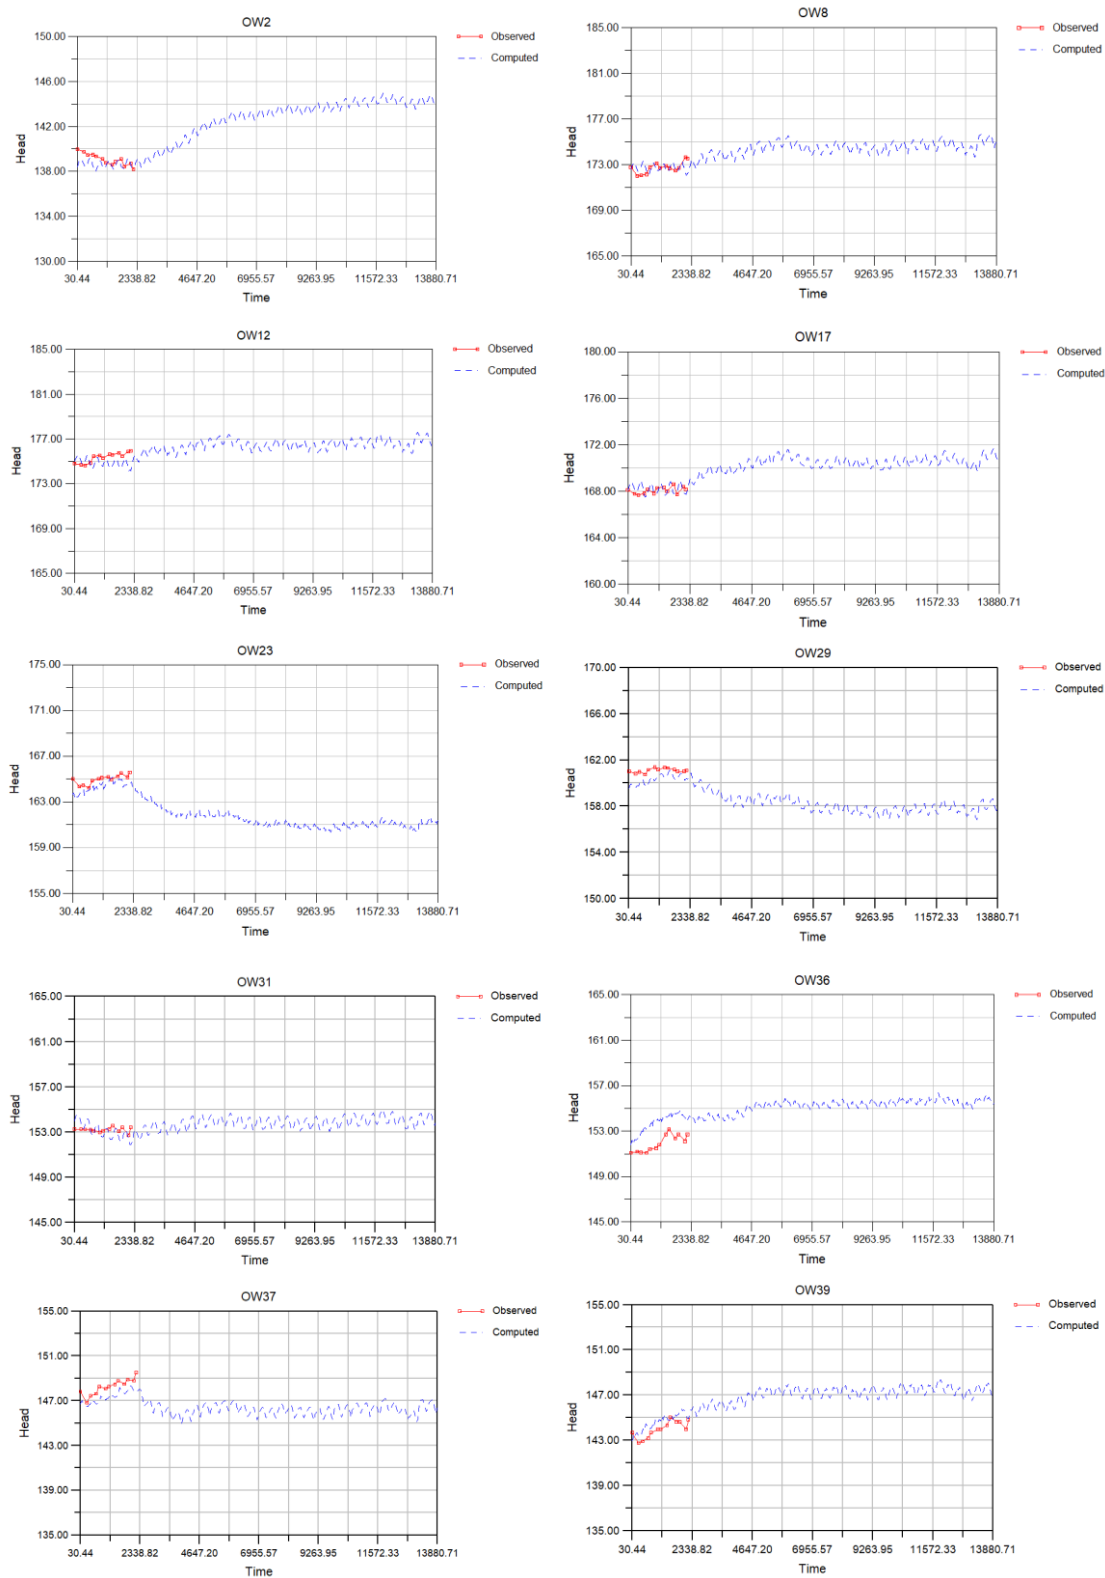 OW2
150.00
146.00
142.00
138.00
134.00
130.00
Head
30.44 2338.82 4647.20 6955.57 9263.95 11572.33 13880.71
Time
Observed
Computed
OW8
185.00
181.00
177.00
173.00
169.00
165.00
Head
30.44 2338.82 4647.20 6955.57 9263.95 11572.33 13880.71
Time
Observed
Computed
OW12
185.00
181.00
177.00
173.00
169.00
165.00
Head
30.44 2338.82 4647.20 6955.57 9263.95 11572.33 13880.71
Time
Observed
Computed
OW17
180.00
176.00
172.00
168.00
164.00
160.00
Head
30.44 2338.82 4647.20 6955.57 9263.95 11572.33 13880.71
Time
Observed
Computed
OW23
175.00
171.00
167.00
163.00
159.00
155.00
Head
30.44 2338.82 4647.20 6955.57 9263.95 11572.33 13880.71
Time
Observed
Computed
OW29
170.00
166.00
162.00
158.00
154.00
150.00
Head
30.44 2338.82 4647.20 6955.57 9263.95 11572.33 13880.71
Time
Observed
Computed
OW31
165.00
161.00
157.00
153.00
149.00
145.00
Head
30.44 2338.82 4647.20 6955.57 9263.95 11572.33 13880.71
Time
Observed
Computed
OW36
165.00
161.00
157.00
153.00
149.00
145.00
Head
30.44 2338.82 4647.20 6955.57 9263.95 11572.33 13880.71
Time
Observed
Computed
OW37
155.00
151.00
147.00
143.00
139.00
135.00
Head
30.44 2338.82 4647.20 6955.57 9263.95 11572.33 13880.71
Time
Observed
Computed
OW39
155.00
151.00
147.00
143.00
139.00
135.00
Head
30.44 2338.82 4647.20 6955.57 9263.95 11572.33 13880.71
Time
Observed
Computed